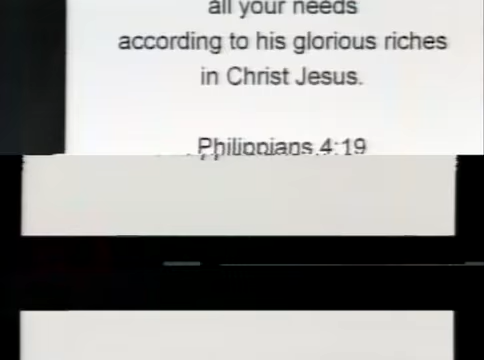 all your needs
according to his glorious riches
in Christ Jesus.
Philippians 4:19